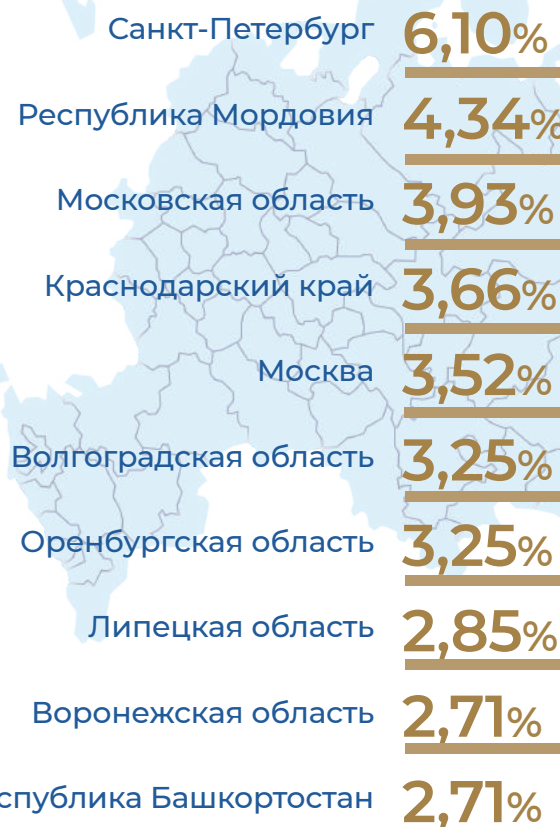 Санкт-Петербург 6,10%
Республика Мордовия 4,34%
Московская область 3,93%
Краснодарский край 3,66%
Москва 3,52%
Волгоградская область 3,25%
Оренбургская область 3,25%
Липецкая область 2,85%
Воронежская область 2,71%
спублика Башкортостан 2,71%